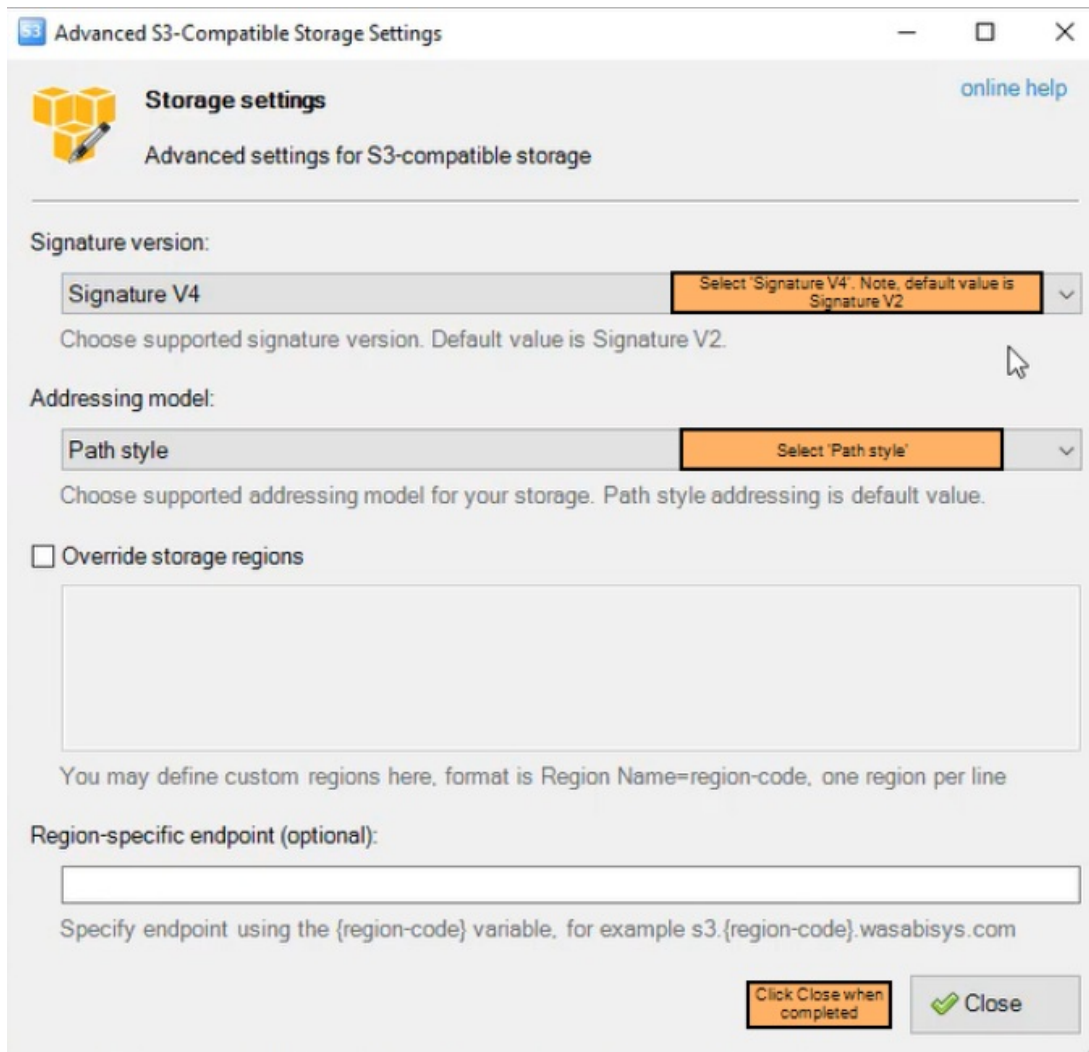 S3 Advanced S3-Compatible Storage Settings
Storage settings
online help
Advanced settings for S3-compatible storage
Signature version:
Signature V4
Select 'Signature V4'. Note, default value is
Signature V2
Choose supported signature version. Default value is Signature V2.
Addressing model:
Path style
Select 'Path style'
Choose supported addressing model for your storage. Path style addressing is default value.
Override storage regions
You may define custom regions here, format is Region Name=region-code, one region per line
Region-specific endpoint (optional):
Specify endpoint using the {region-code} variable, for example s3.{region-code}.wasabisys.com
Click Close when
completed
Close